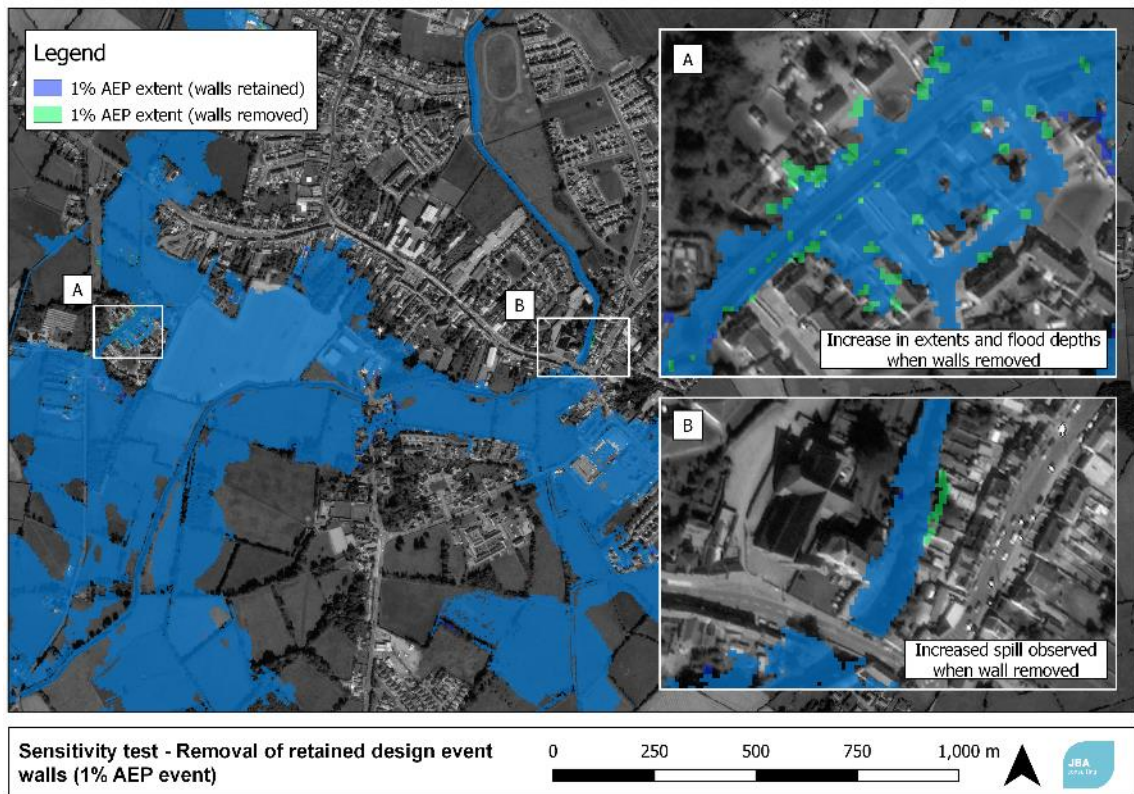 Legend
1% AEP extent (walls retained)
1% AEP extent (walls removed)
A
B
A
Increase in extents and flood depths
when walls removed
B
Increased spill observed
when wall removed
Sensitivity test - Removal of retained design event
walls (1% AEP event)
0 250 500 750 1,000 m
JBA
consulting